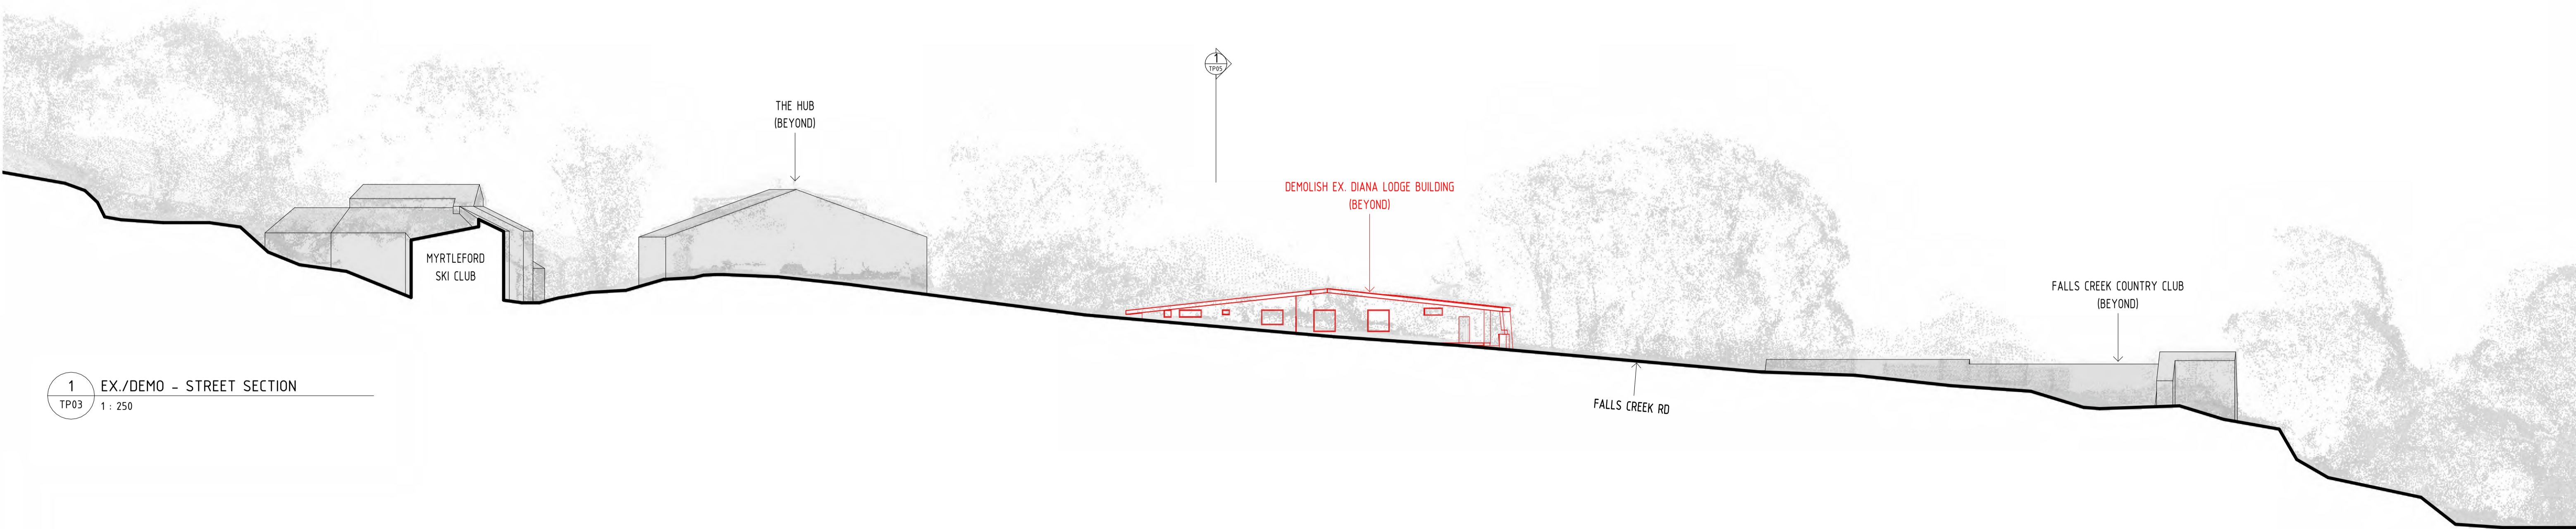 1
TP05
THE HUB
(BEYOND)
DEMOLISH EX. DIANA LODGE BUILDING
(BEYOND)
MYRTLEFORD
SKI CLUB
FALLS CREEK COUNTRY CLUB
(BEYOND)
1
TP03
EX./DEMO - STREET SECTION
1 : 250
FALLS CREEK RD